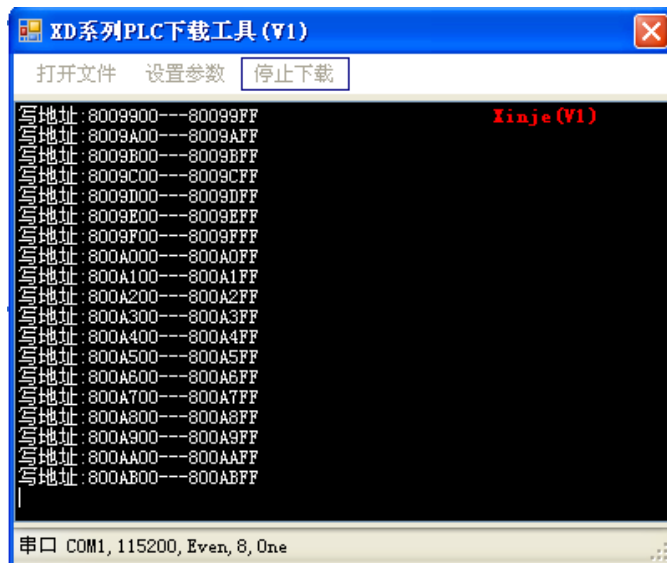 XD系列PLC下载工具(V1)
打开文件 设置参数 停止下载
写地址:8009900---80099FF
Xinje(V1)
写地址:8009A00---8009AFF
写地址:8009B00---8009BFF
写地址:8009C00---8009CFF
写地址:8009D00---8009DFF
写地址:8009E00---8009EFF
写地址:8009F00---8009FFF
写地址:800A000---800A0FF
写地址:800A100---800A1FF
写地址:800A200---800A2FF
写地址:800A300---800A3FF
写地址:800A400---800A4FF
写地址:800A500---800A5FF
写地址:800A600---800A6FF
写地址:800A700---800A7FF
写地址:800A800---800A8FF
写地址:800A900---800A9FF
写地址:800AA00---800AAFF
写地址:800AB00---800ABFF
串口 COM1,115200,Even,8,One